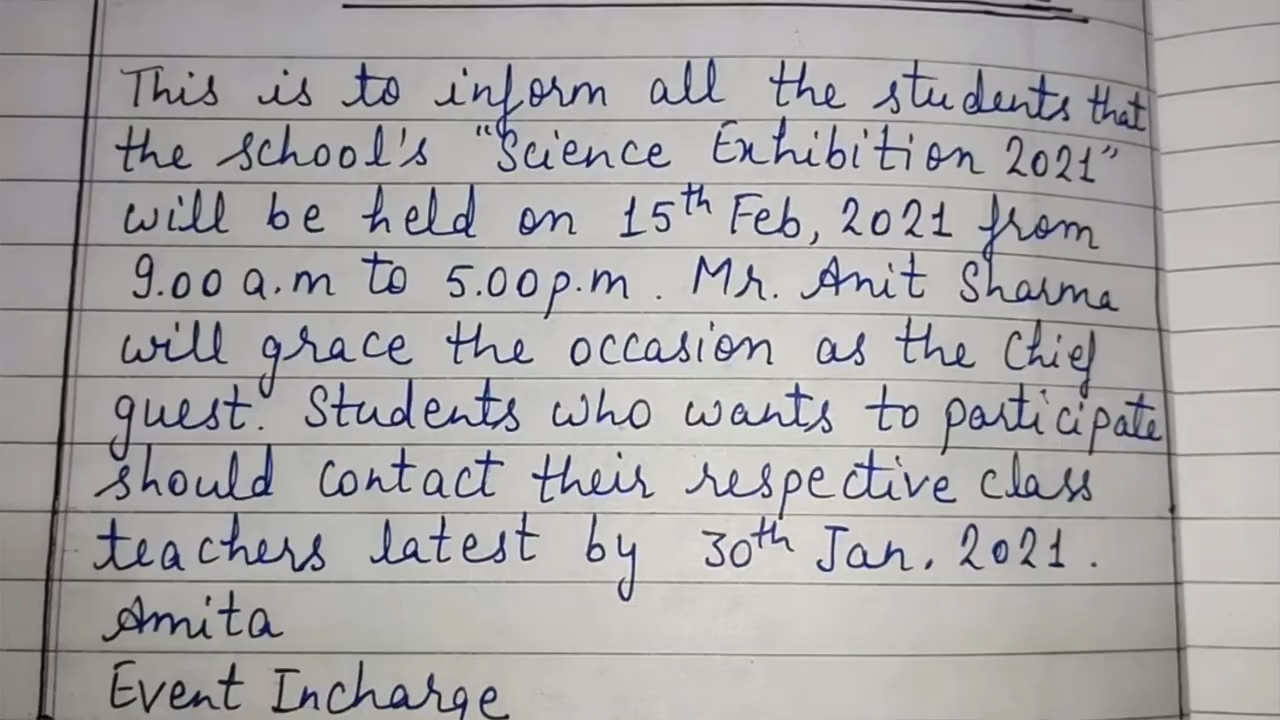 This is to inform all the students that
the school's "Science Exhibition 2021"
will be held on 15th Feb, 2021 from
9.00 a.m to 5.00 p.m. Mr. Anit Sharma
will grace the occasion as the Chief
guest. Students who wants to participate
should contact their respective class
teachers latest by 30th Jan. 2021.
Amita
Event Incharge